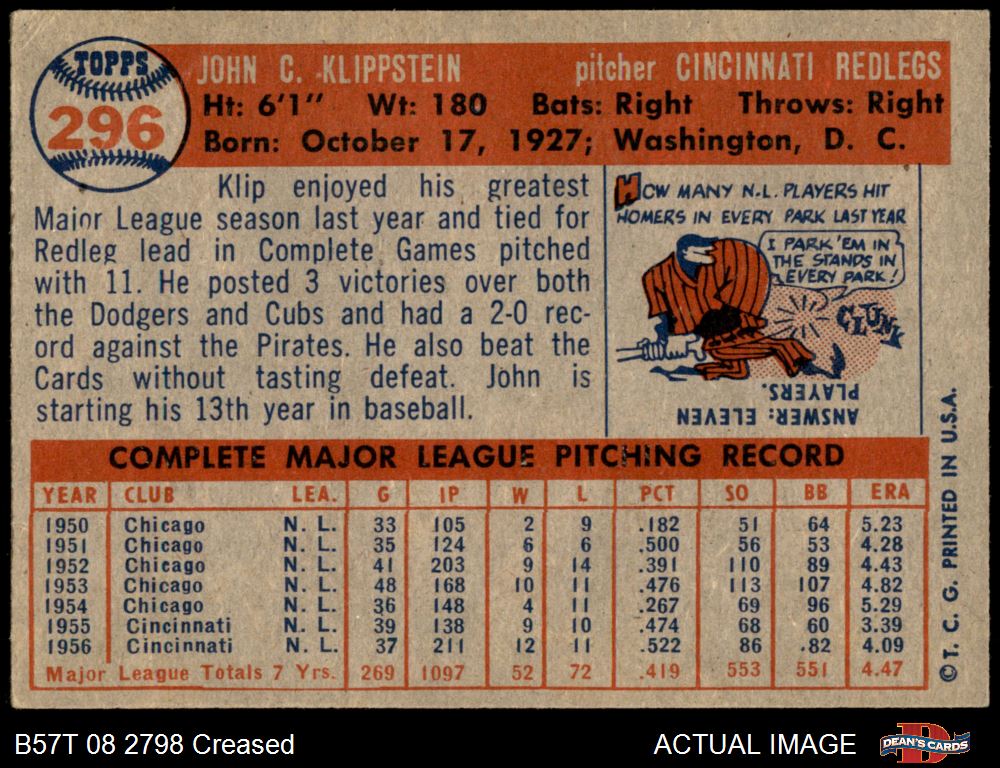 TOPPS
296
JOHN C. KLIPPSTEIN pitcher CINCINNATI REDLEGS
Ht: 6'1" Wt: 180 Bats: Right Throws: Right
Born: October 17, 1927; Washington, D. C.
Klip enjoyed his greatest
Major League season last year and tied for
Redleg lead in Complete Games pitched
with 11. He posted 3 victories over both
the Dodgers and Cubs and had a 2-0 rec-
ord against the Pirates. He also beat the
Cards without tasting defeat. John is
starting his 13th year in baseball.
HOW MANY N.L. PLAYERS HIT
HOMERS IN EVERY PARK LAST YEAR
I PARK 'EM IN
THE STANDS IN
EVERY PARK!
CLUNK
ANSWER: ELEVEN
PLAYERS.
COMPLETE MAJOR LEAGUE PITCHING RECORD
YEAR CLUB LEA. G IP W L PCT SO BB ERA
1950 Chicago N. L. 33 105 2 9 .182 51 64 5.23
1951 Chicago N. L. 35 124 6 6 .500 56 53 4.28
1952 Chicago N. L. 41 203 9 14 .391 110 89 4.43
1953 Chicago N. L. 48 168 10 11 .476 113 107 4.82
1954 Chicago N. L. 36 148 4 11 .267 69 96 5.29
1955 Cincinnati N. L. 39 138 9 10 .474 68 60 3.39
1956 Cincinnati N. L. 37 211 12 11 .522 86 82 4.09
Major League Totals 7 Yrs. 269 1097 52 72 .419 553 551 4.47
© T. C. G. PRINTED IN U.S.A.
B57T 08 2798 Creased ACTUAL IMAGE
DEAN'S CARDS